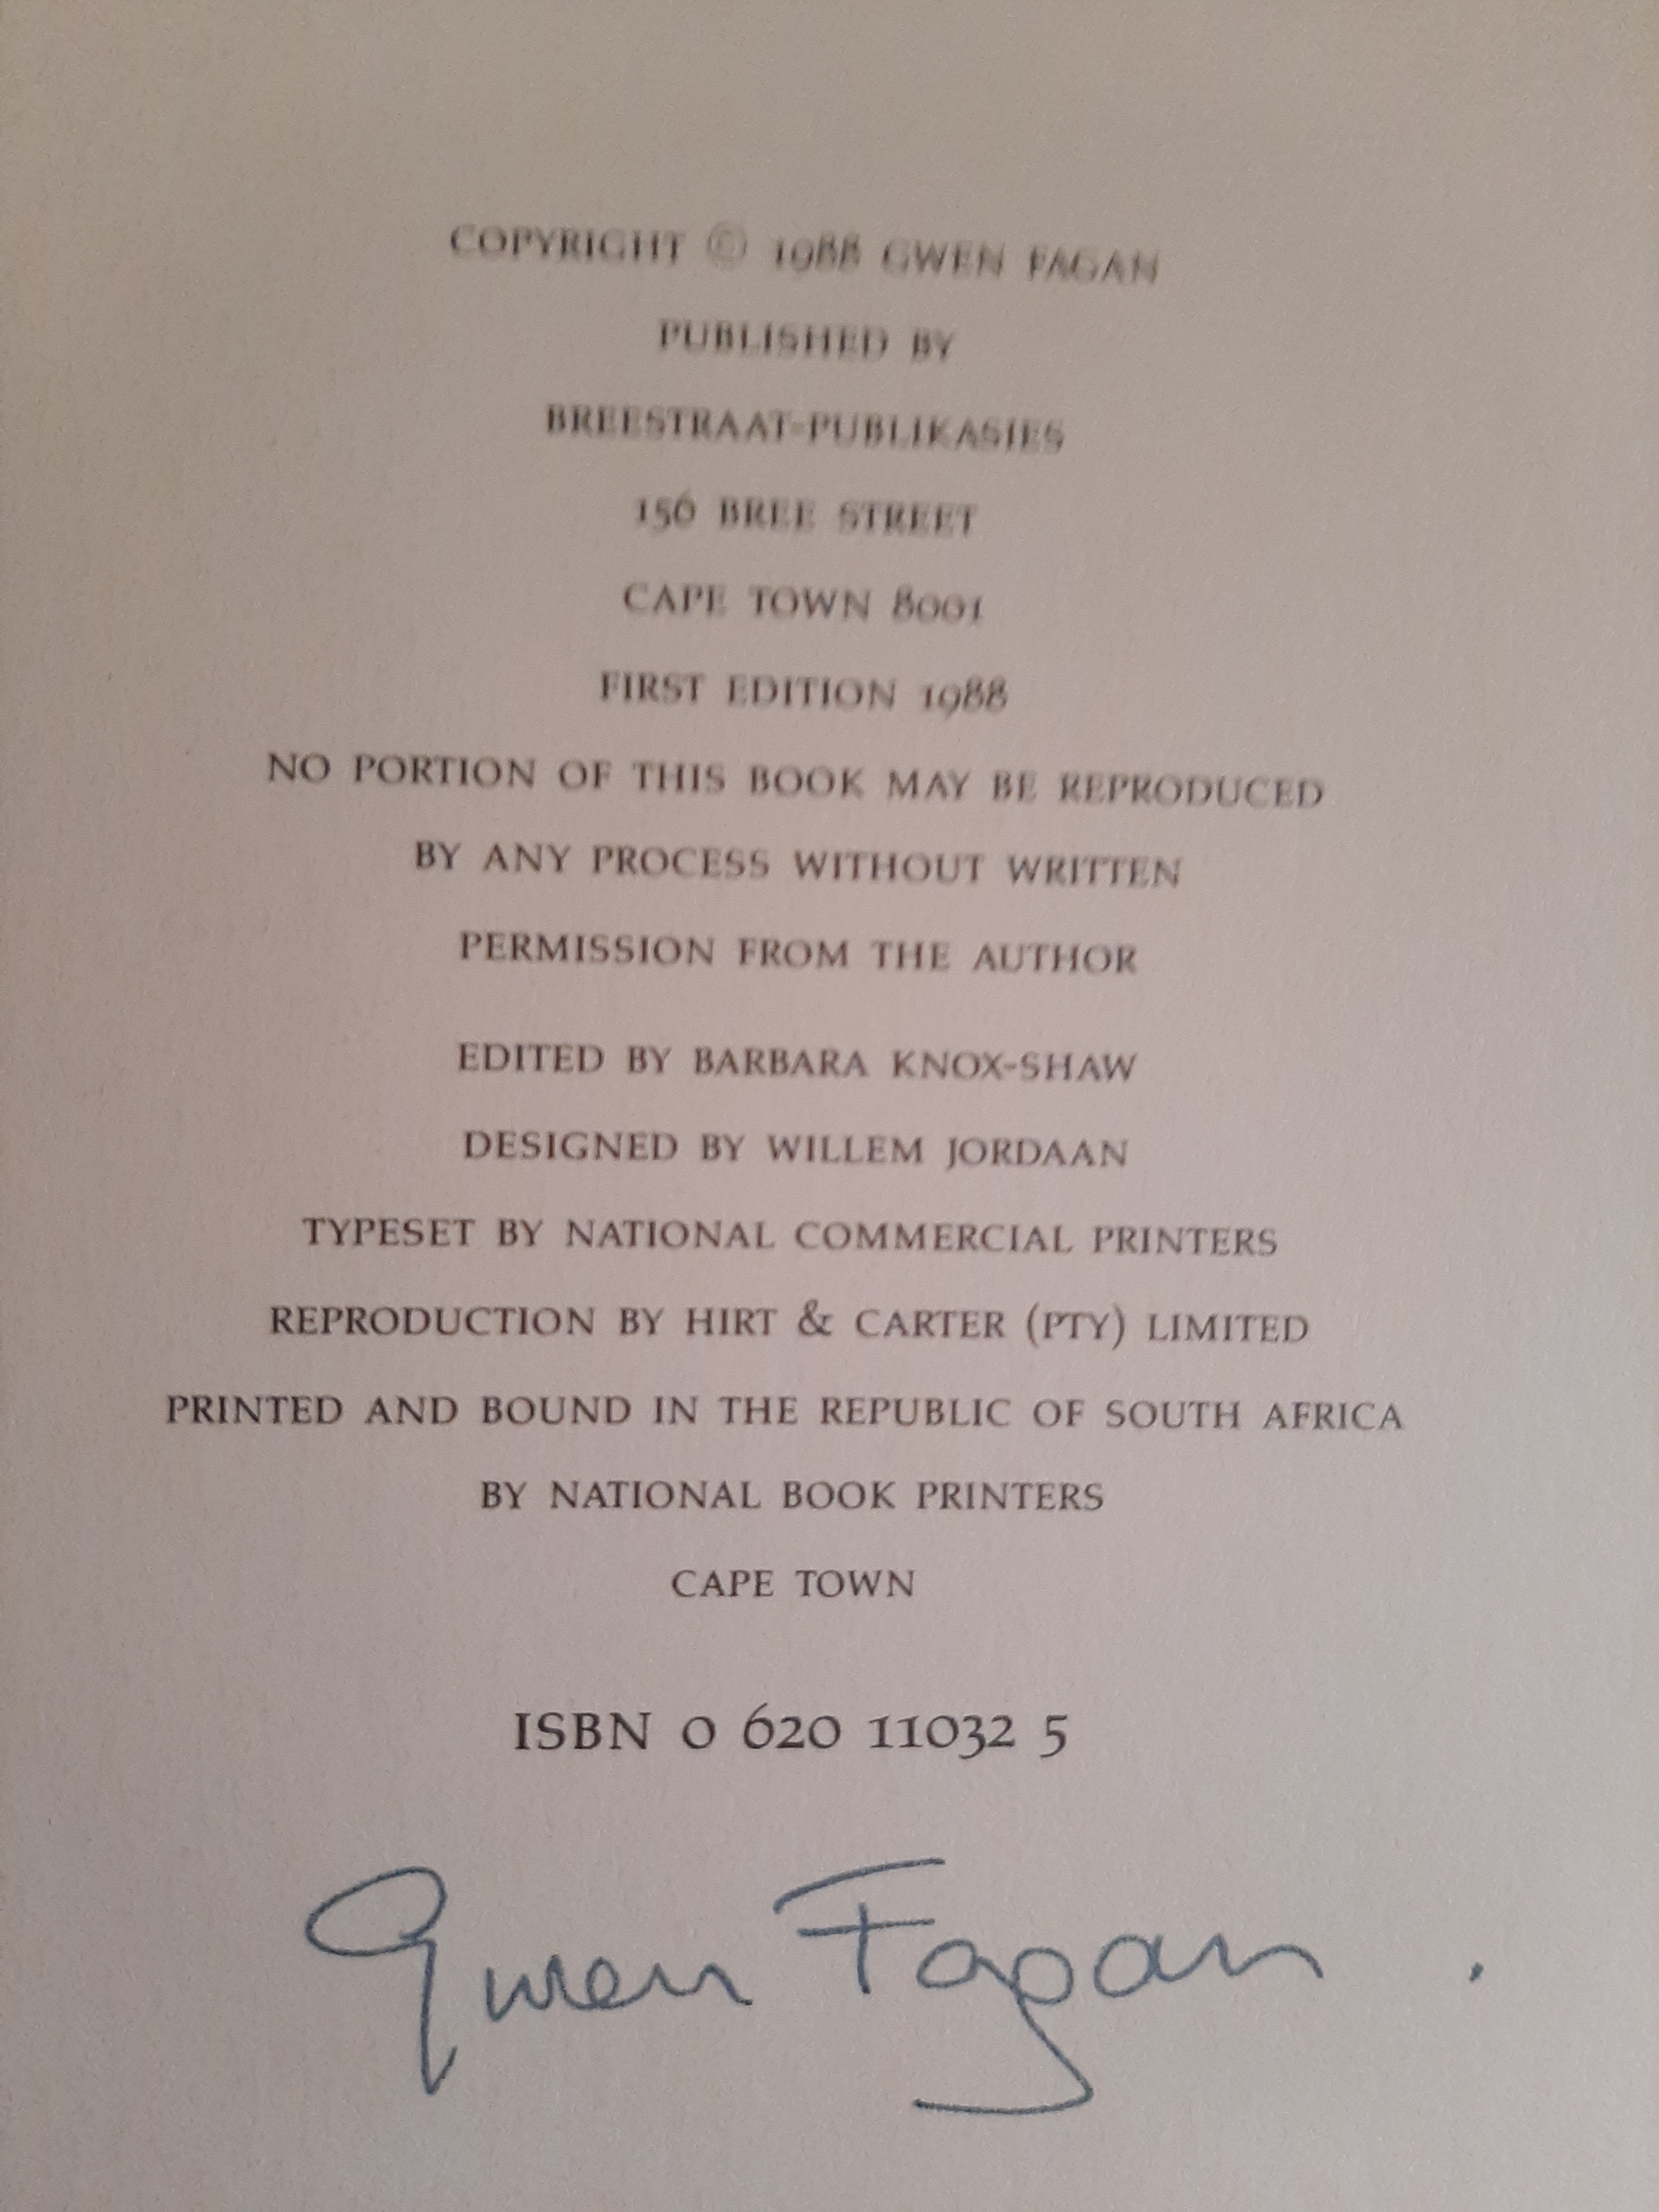 COPYRIGHT © 1988 GWEN FAGAN
PUBLISHED BY
BREESTRAAT-PUBLIKASIES
156 BREE STREET
CAPE TOWN 8001
FIRST EDITION 1988
NO PORTION OF THIS BOOK MAY BE REPRODUCED
BY ANY PROCESS WITHOUT WRITTEN
PERMISSION FROM THE AUTHOR
EDITED BY BARBARA KNOX-SHAW
DESIGNED BY WILLEM JORDAAN
TYPESET BY NATIONAL COMMERCIAL PRINTERS
REPRODUCTION BY HIRT & CARTER (PTY) LIMITED
PRINTED AND BOUND IN THE REPUBLIC OF SOUTH AFRICA
BY NATIONAL BOOK PRINTERS
CAPE TOWN
ISBN 0 620 11032 5
Gwen Fagan .